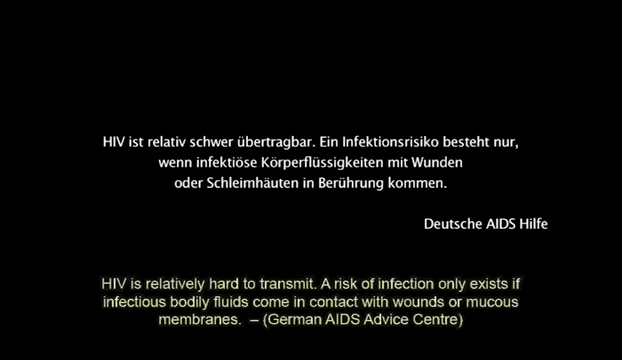 HIV ist relativ schwer übertragbar. Ein Infektionsrisiko besteht nur,
wenn infektiöse Körperflüssigkeiten mit Wunden
oder Schleimhäuten in Berührung kommen.
Deutsche AIDS Hilfe
HIV is relatively hard to transmit. A risk of infection only exists if
infectious bodily fluids come in contact with wounds or mucous
membranes.  – (German AIDS Advice Centre)